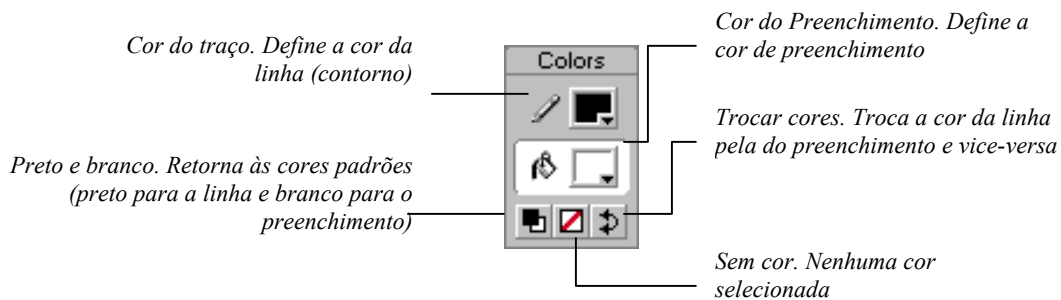 Cor do traço. Define a cor da
linha (contorno)
Preto e branco. Retorna às cores padrões
(preto para a linha e branco para o
preenchimento)
Colors
Cor do Preenchimento. Define a
cor de preenchimento
Trocar cores. Troca a cor da linha
pela do preenchimento e vice-versa
Sem cor. Nenhuma cor
selecionada